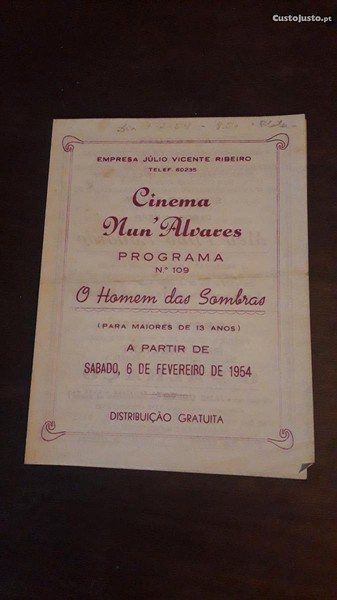 CustoJusto.pt
EMPRESA JÚLIO VICENTE RIBEIRO
TELEF. 60235
Cinema
Nun'Alvares
PROGRAMA
N.º 109
O Homem das Sombras
(PARA MAIORES DE 13 ANOS)
A PARTIR DE
SABADO, 6 DE FEVEREIRO DE 1954
DISTRIBUIÇÃO GRATUITA